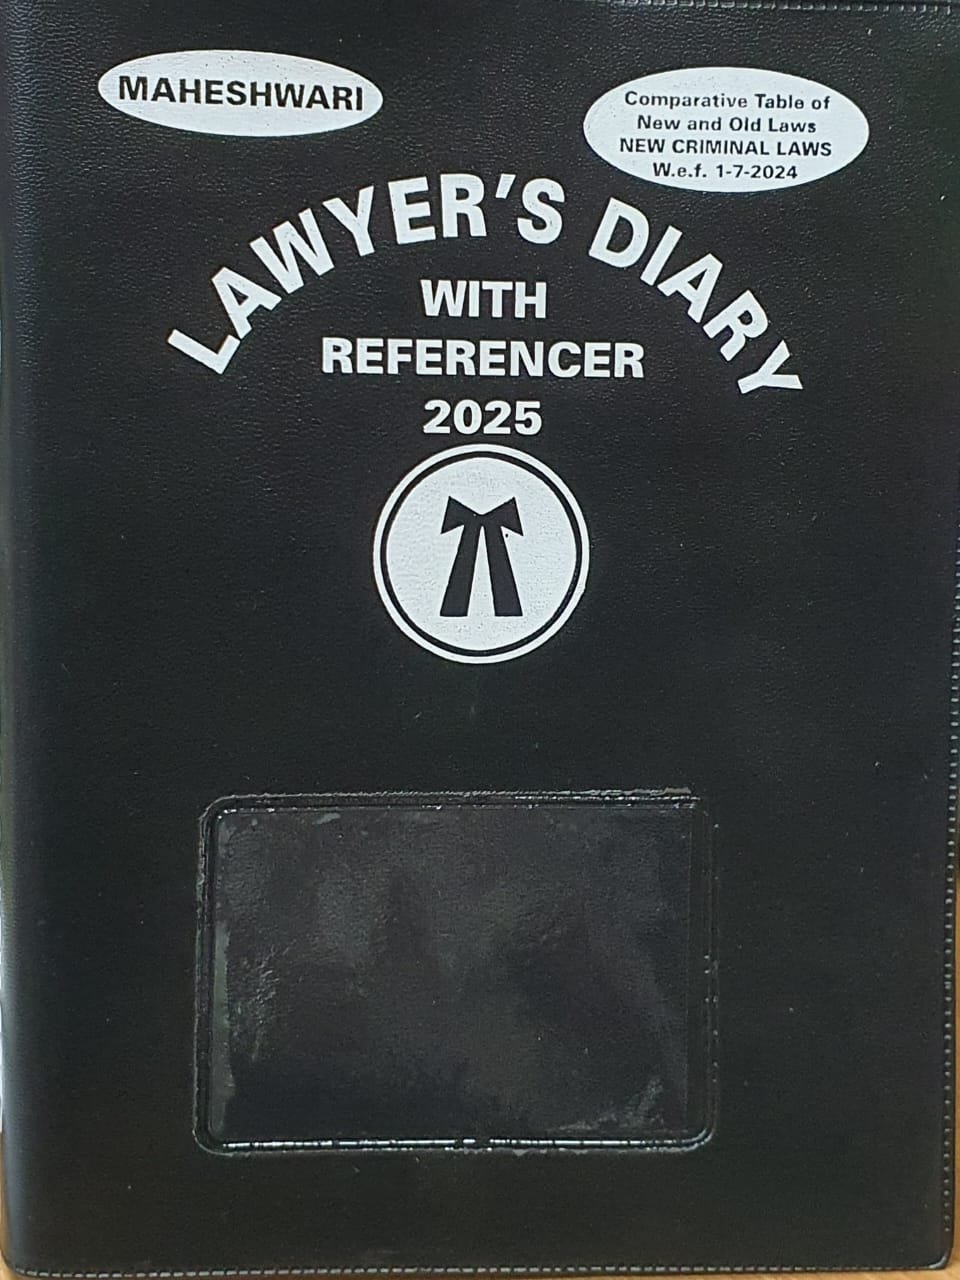 MAHESHWARI
Comparative Table of
New and Old Laws
NEW CRIMINAL LAWS
W.e.f. 1-7-2024
LAWYER'S DIARY
WITH
REFERENCER
2025